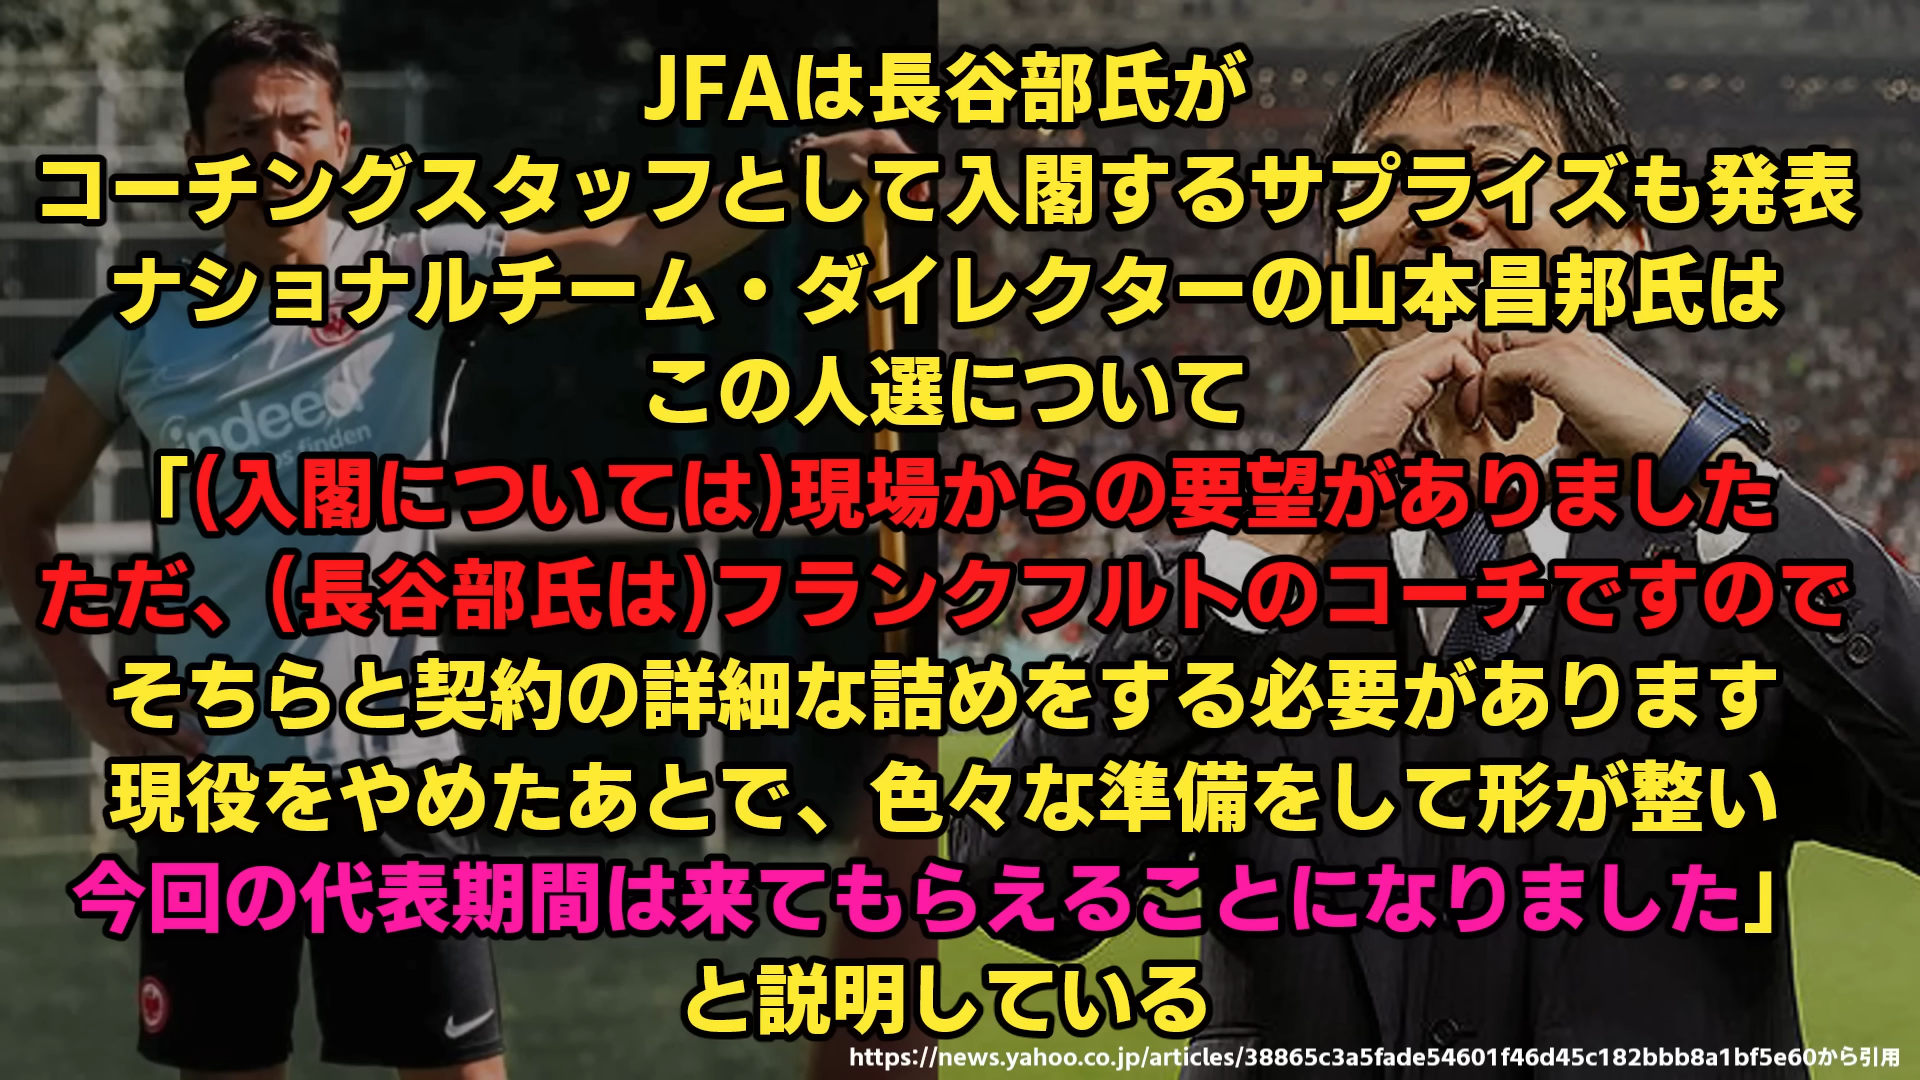 JFAは長谷部氏が
コーチングスタッフとして入閣するサプライズも発表
ナショナルチーム・ダイレクターの山本昌邦氏は
この人選について
「(入閣については)現場からの要望がありました
ただ、(長谷部氏は)フランクフルトのコーチですので
そちらと契約の詳細な詰めをする必要があります
現役をやめたあとで、色々な準備をして形が整い
今回の代表期間は来てもらえることになりました」
と説明している
https://news.yahoo.co.jp/articles/38865c3a5fade54601f46d45c182bbb8a1bf5e60から引用
indeed
finden